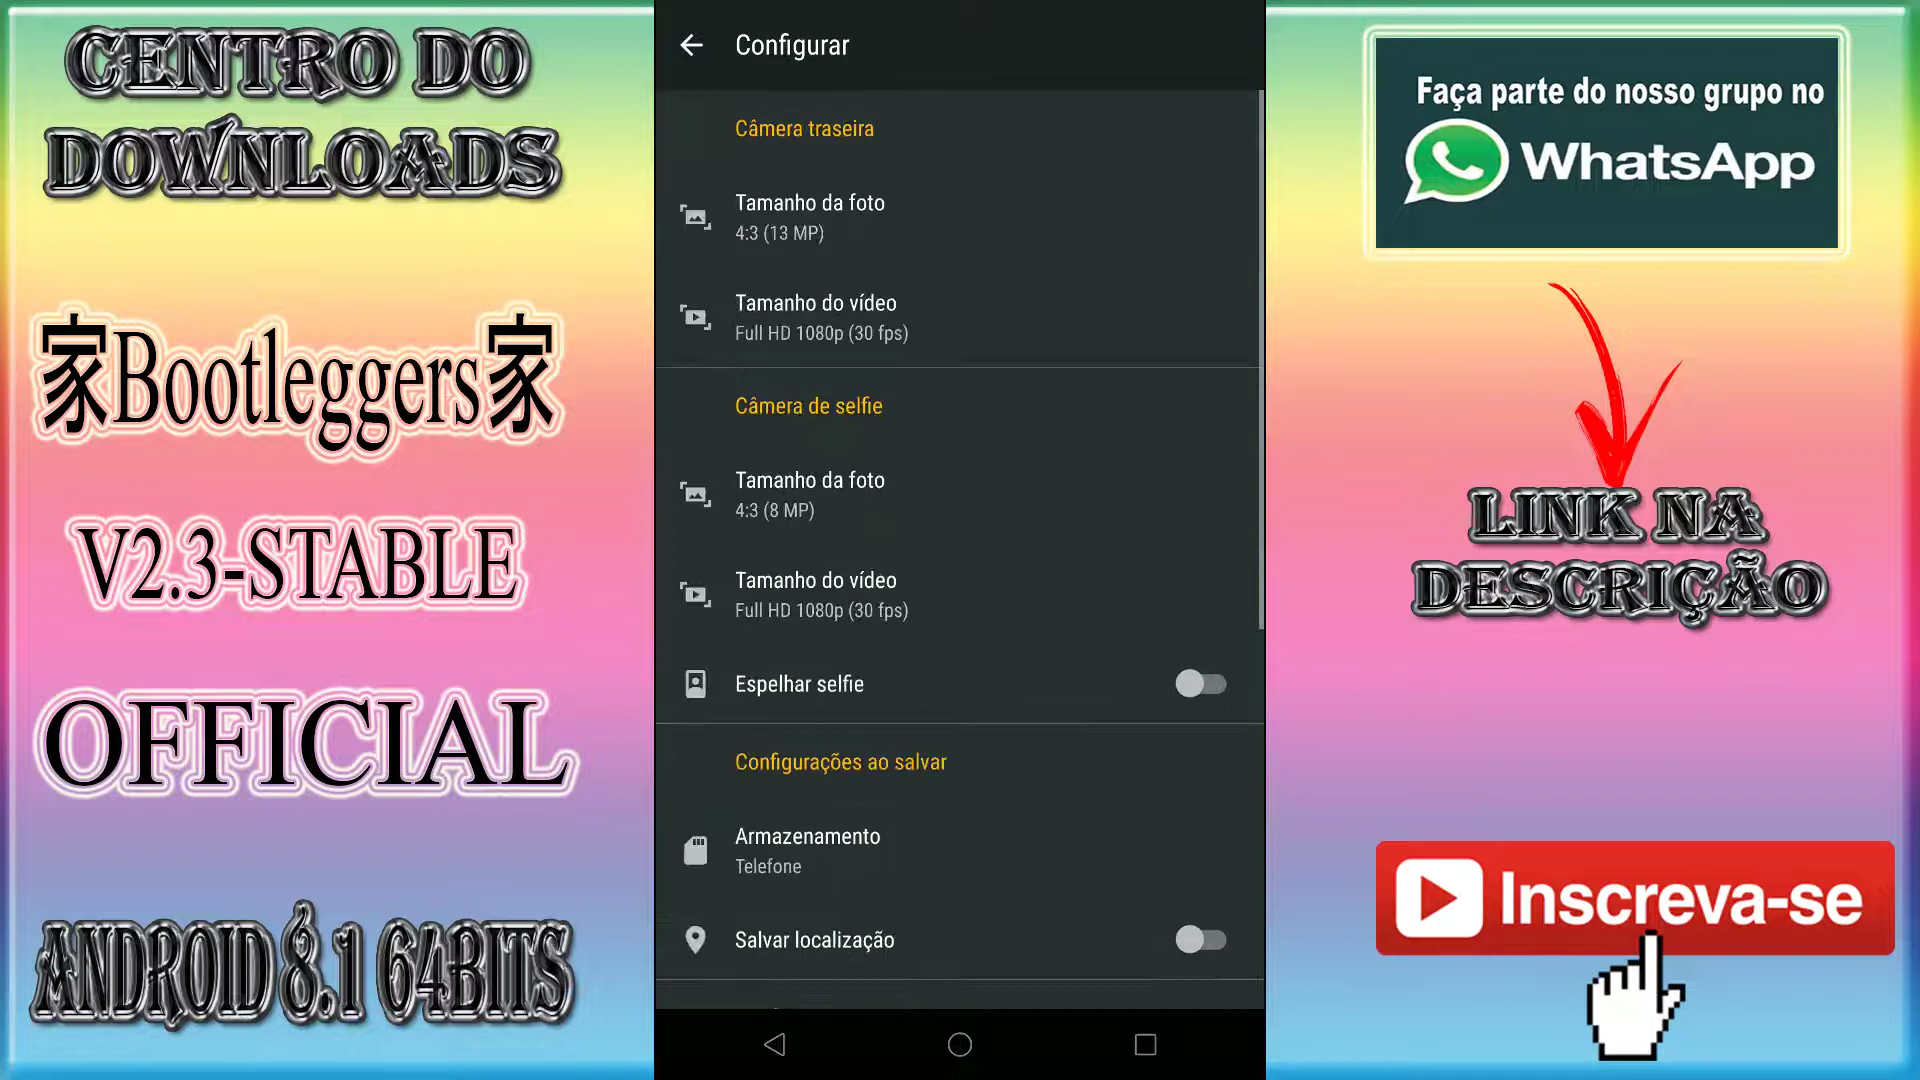 CENTRO DO
DOWNLOADS
家Bootleggers家
V2.3-STABLE
OFFICIAL
ANDROID 8.1 64BITS
Configurar
Câmera traseira
Tamanho da foto
4:3 (13 MP)
Tamanho do vídeo
Full HD 1080p (30 fps)
Câmera de selfie
Tamanho da foto
4:3 (8 MP)
Tamanho do vídeo
Full HD 1080p (30 fps)
Espelhar selfie
Configurações ao salvar
Armazenamento
Telefone
Salvar localização
Faça parte do nosso grupo no
WhatsApp
LINK NA
DESCRIÇÃO
Inscreva-se